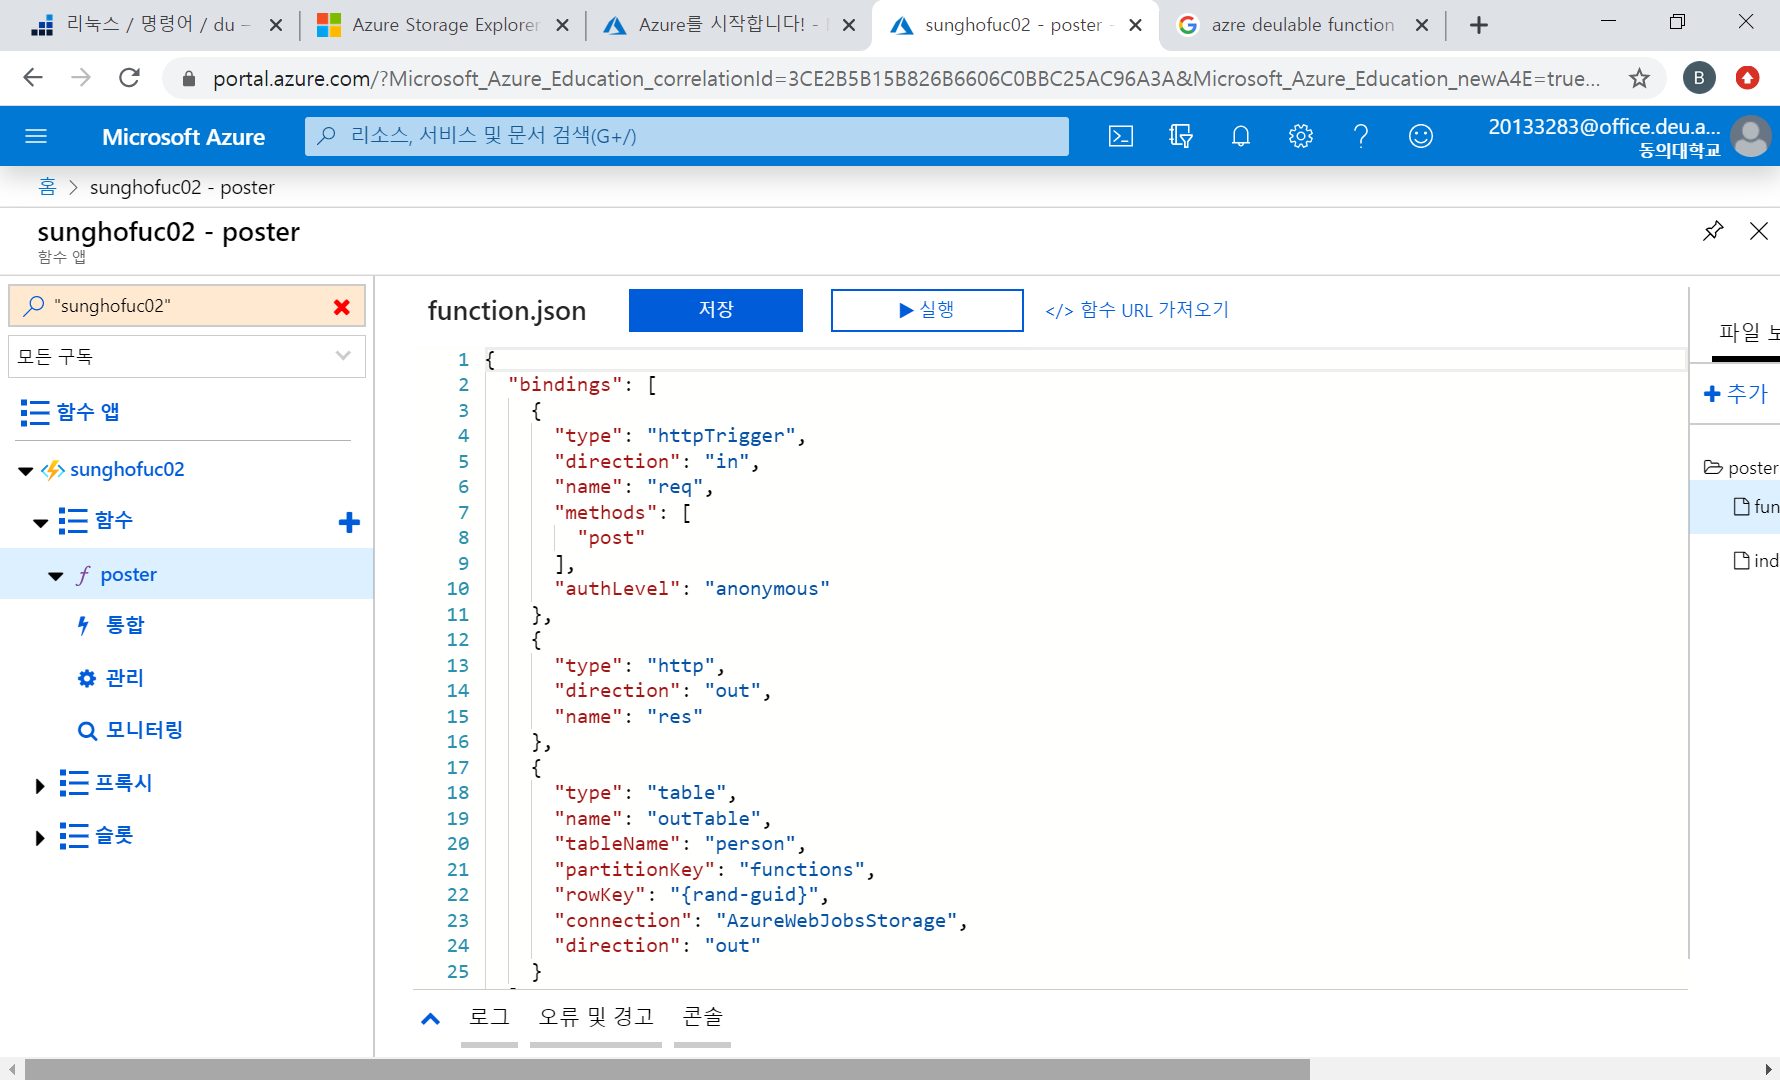 리눅스 / 명령어 / du –
Azure Storage Explorer
Azure를 시작합니다! -
sunghofuc02 - poster -
azre deulable function
portal.azure.com/?Microsoft_Azure_Education_correlationId=3CE2B5B15B826B6606C0BBC25AC96A3A&Microsoft_Azure_Education_newA4E=true...
B
Microsoft Azure
리소스, 서비스 및 문서 검색(G+/)
20133283@office.deu.a...
동의대학교
홈 > sunghofuc02 - poster
sunghofuc02 - poster
함수 앱
"sunghofuc02"
모든 구독
함수 앱
sunghofuc02
함수
poster
통합
관리
모니터링
프록시
슬롯
function.json
저장
실행
</> 함수 URL 가져오기
1 {
2 "bindings": [
3 {
4 "type": "httpTrigger",
5 "direction": "in",
6 "name": "req",
7 "methods": [
8 "post"
9 ],
10 "authLevel": "anonymous"
11 },
12 {
13 "type": "http",
14 "direction": "out",
15 "name": "res"
16 },
17 {
18 "type": "table",
19 "name": "outTable",
20 "tableName": "person",
21 "partitionKey": "functions",
22 "rowKey": "{rand-guid}",
23 "connection": "AzureWebJobsStorage",
24 "direction": "out"
25 }
로그
오류 및 경고
콘솔
파일 보
추가
poster
fun
ind